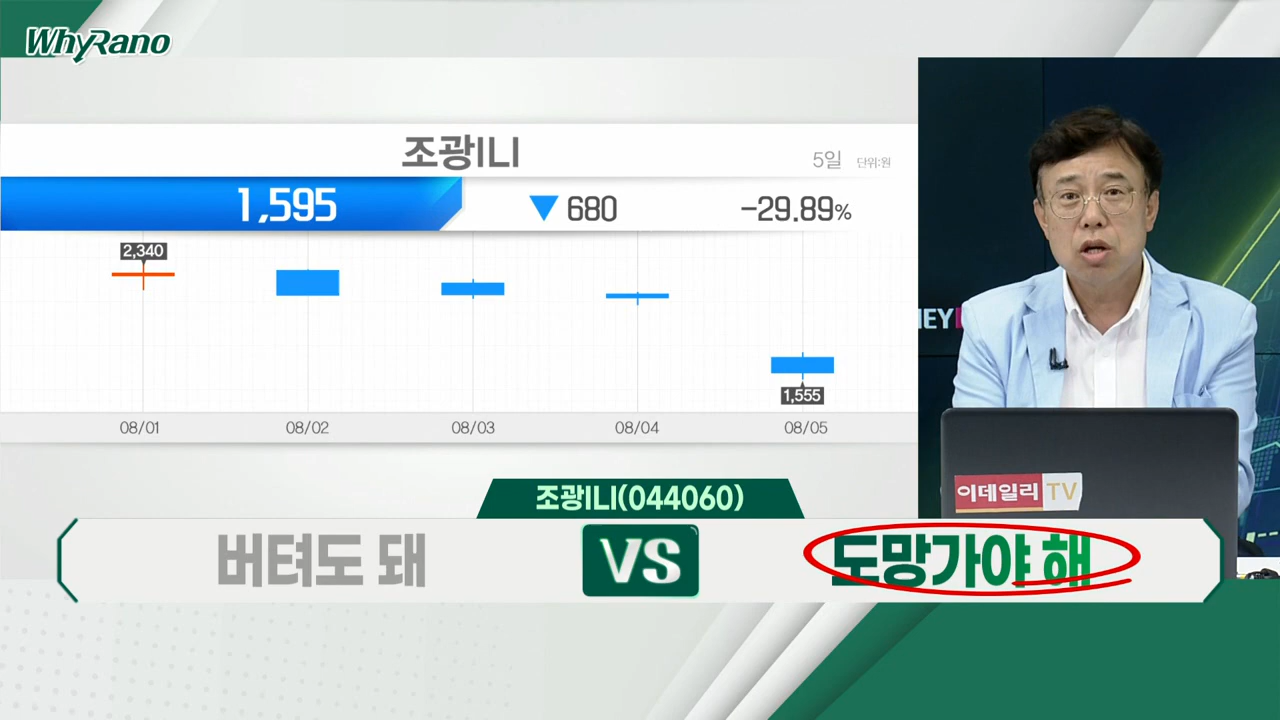 WhyRano
조광ILI
5일 단위:원
1,595 ▼680 -29.89%
2,340
1,555
08/01 08/02 08/03 08/04 08/05
이데일리TV
조광ILI(044060)
버텨도 돼 VS 도망가야 해